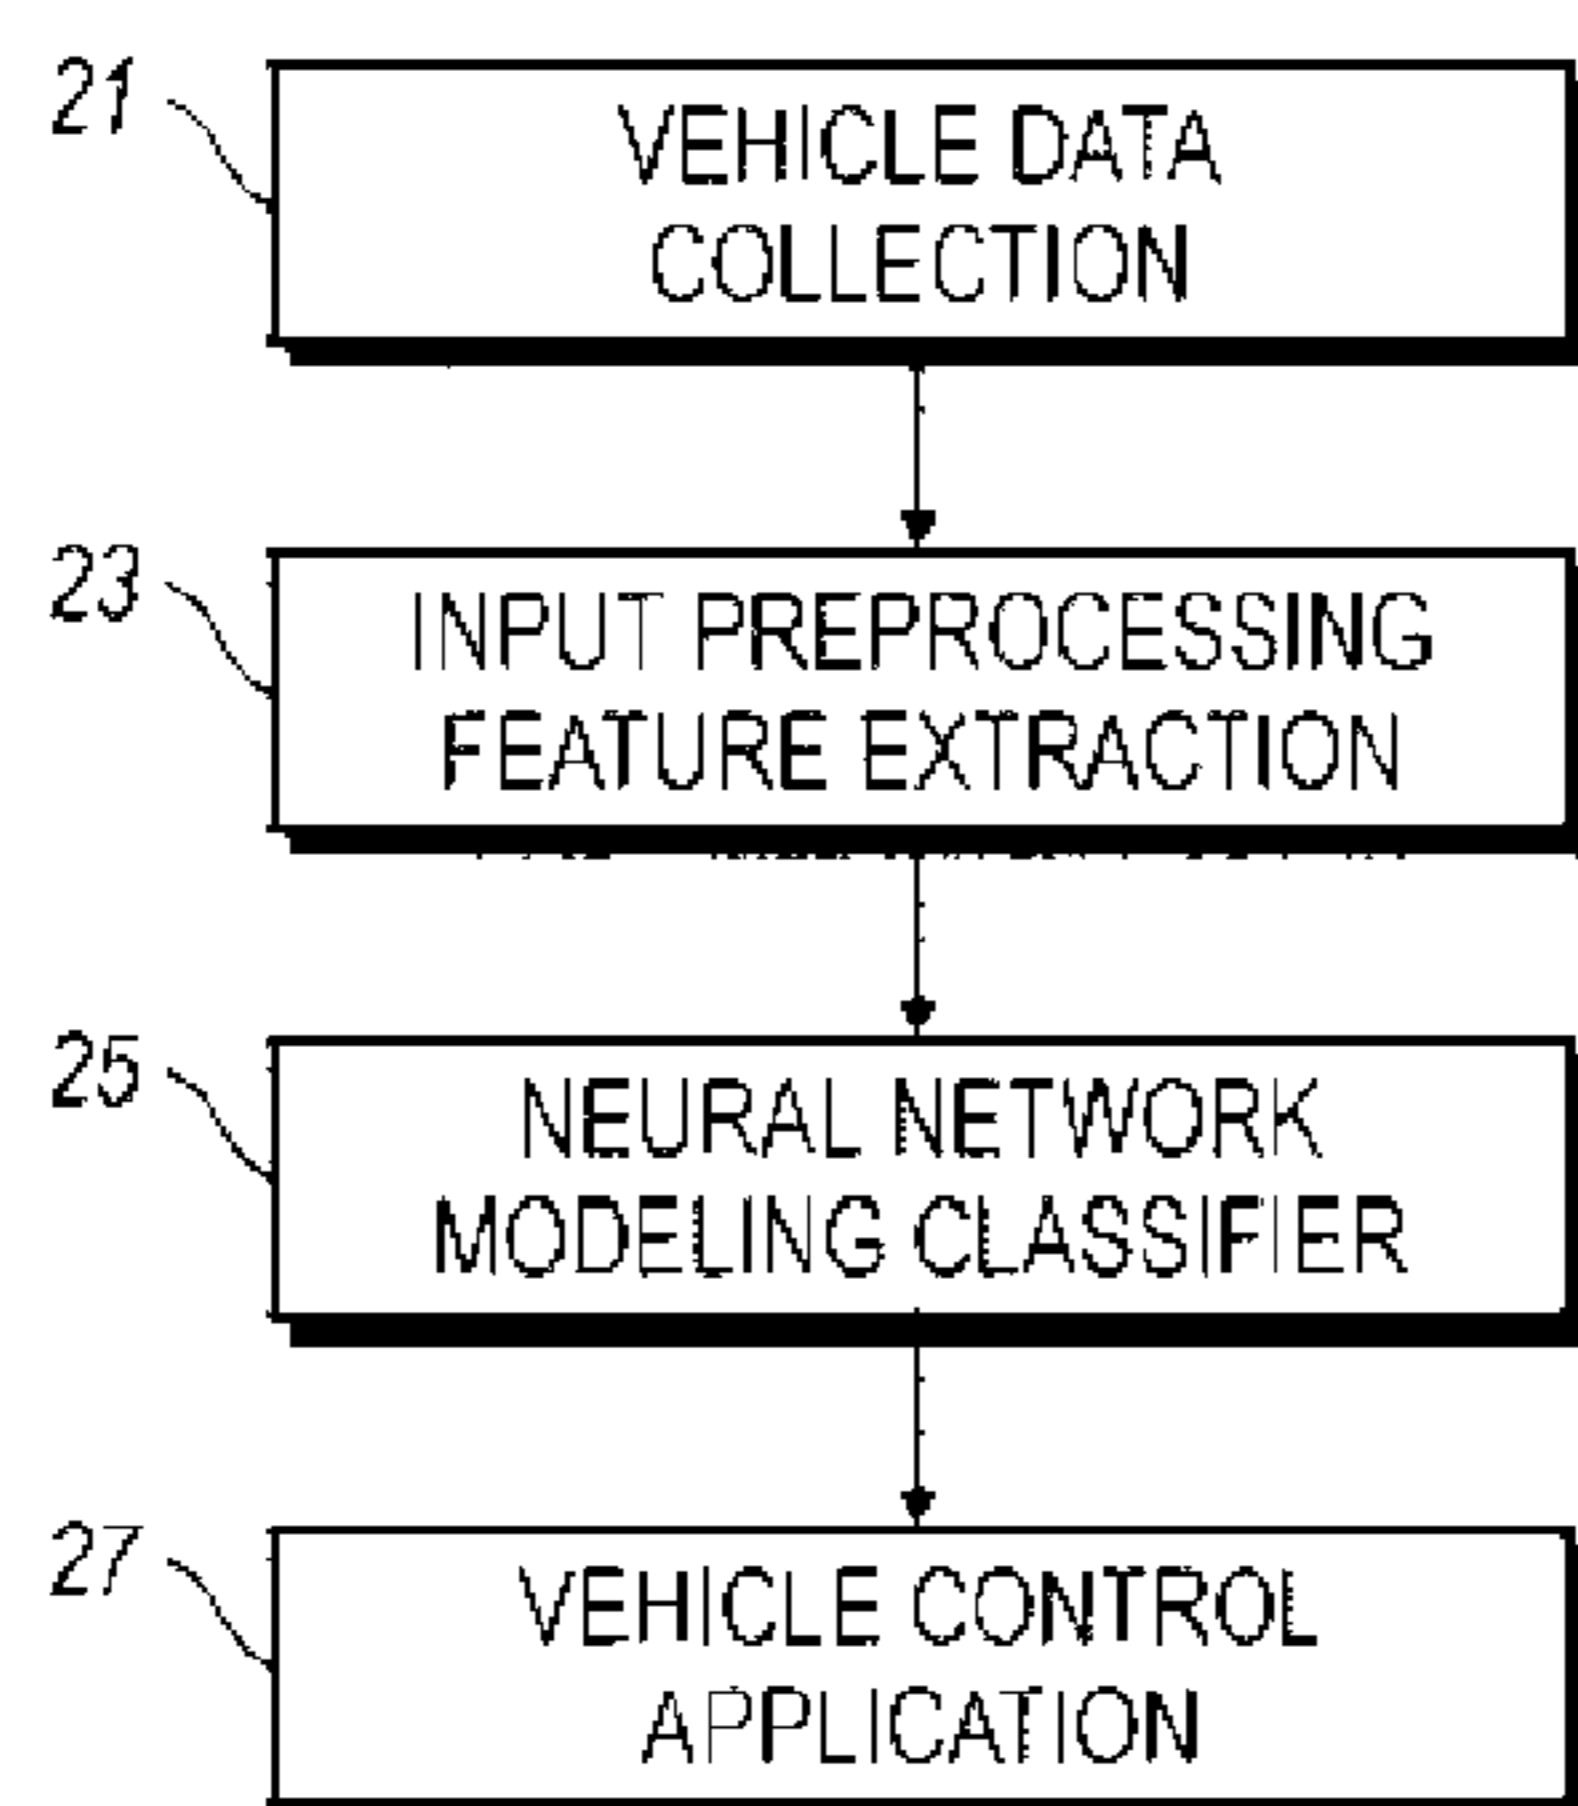 21
VEHICLE DATA
COLLECTION
23
INPUT PREPROCESSING
FEATURE EXTRACTION
25
NEURAL NETWORK
MODELING CLASSIFIER
27
VEHICLE CONTROL
APPLICATION